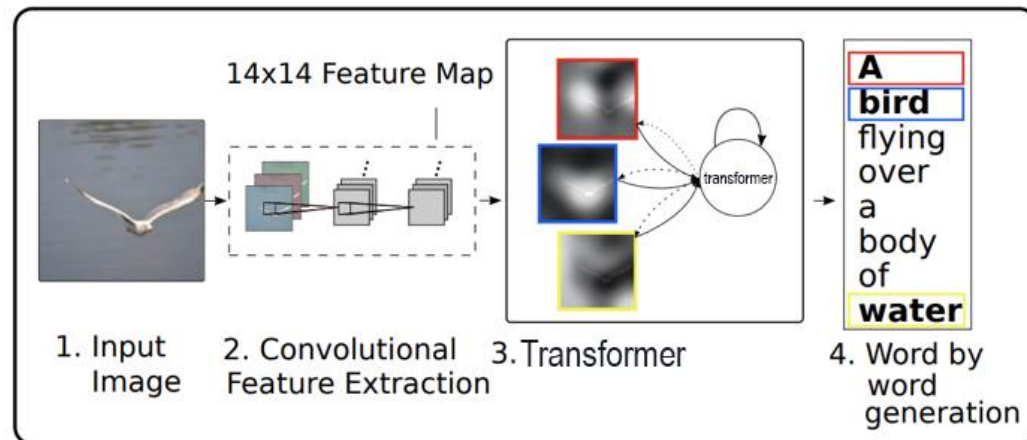 14x14 Feature Map
transformer
A
bird
flying
over
a
body
of
water
1. Input
Image
2. Convolutional
Feature Extraction
3. Transformer
4. Word by
word
generation